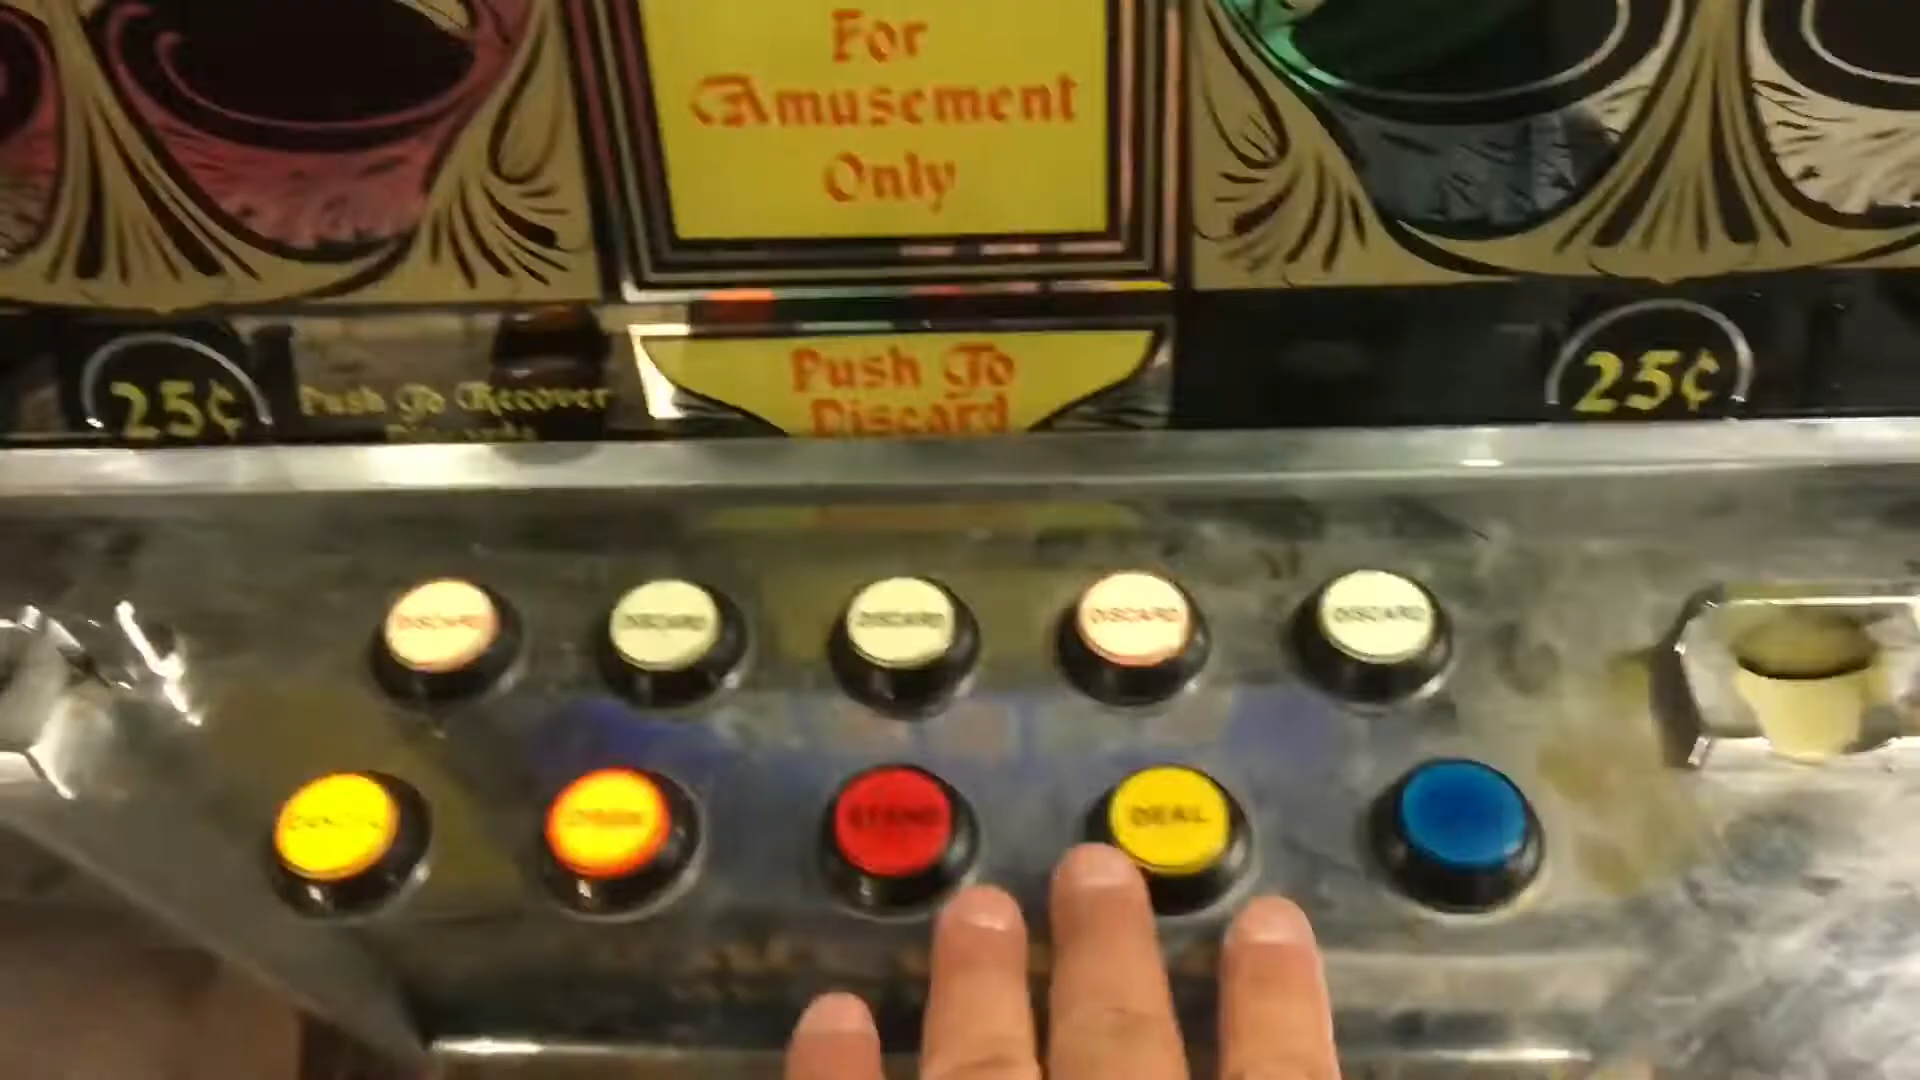 For
Amusement
Only
25¢
Push To Recover
Push To
Discard
25¢
DISCARD
DISCARD
DISCARD
DISCARD
DISCARD
STAND
DEAL